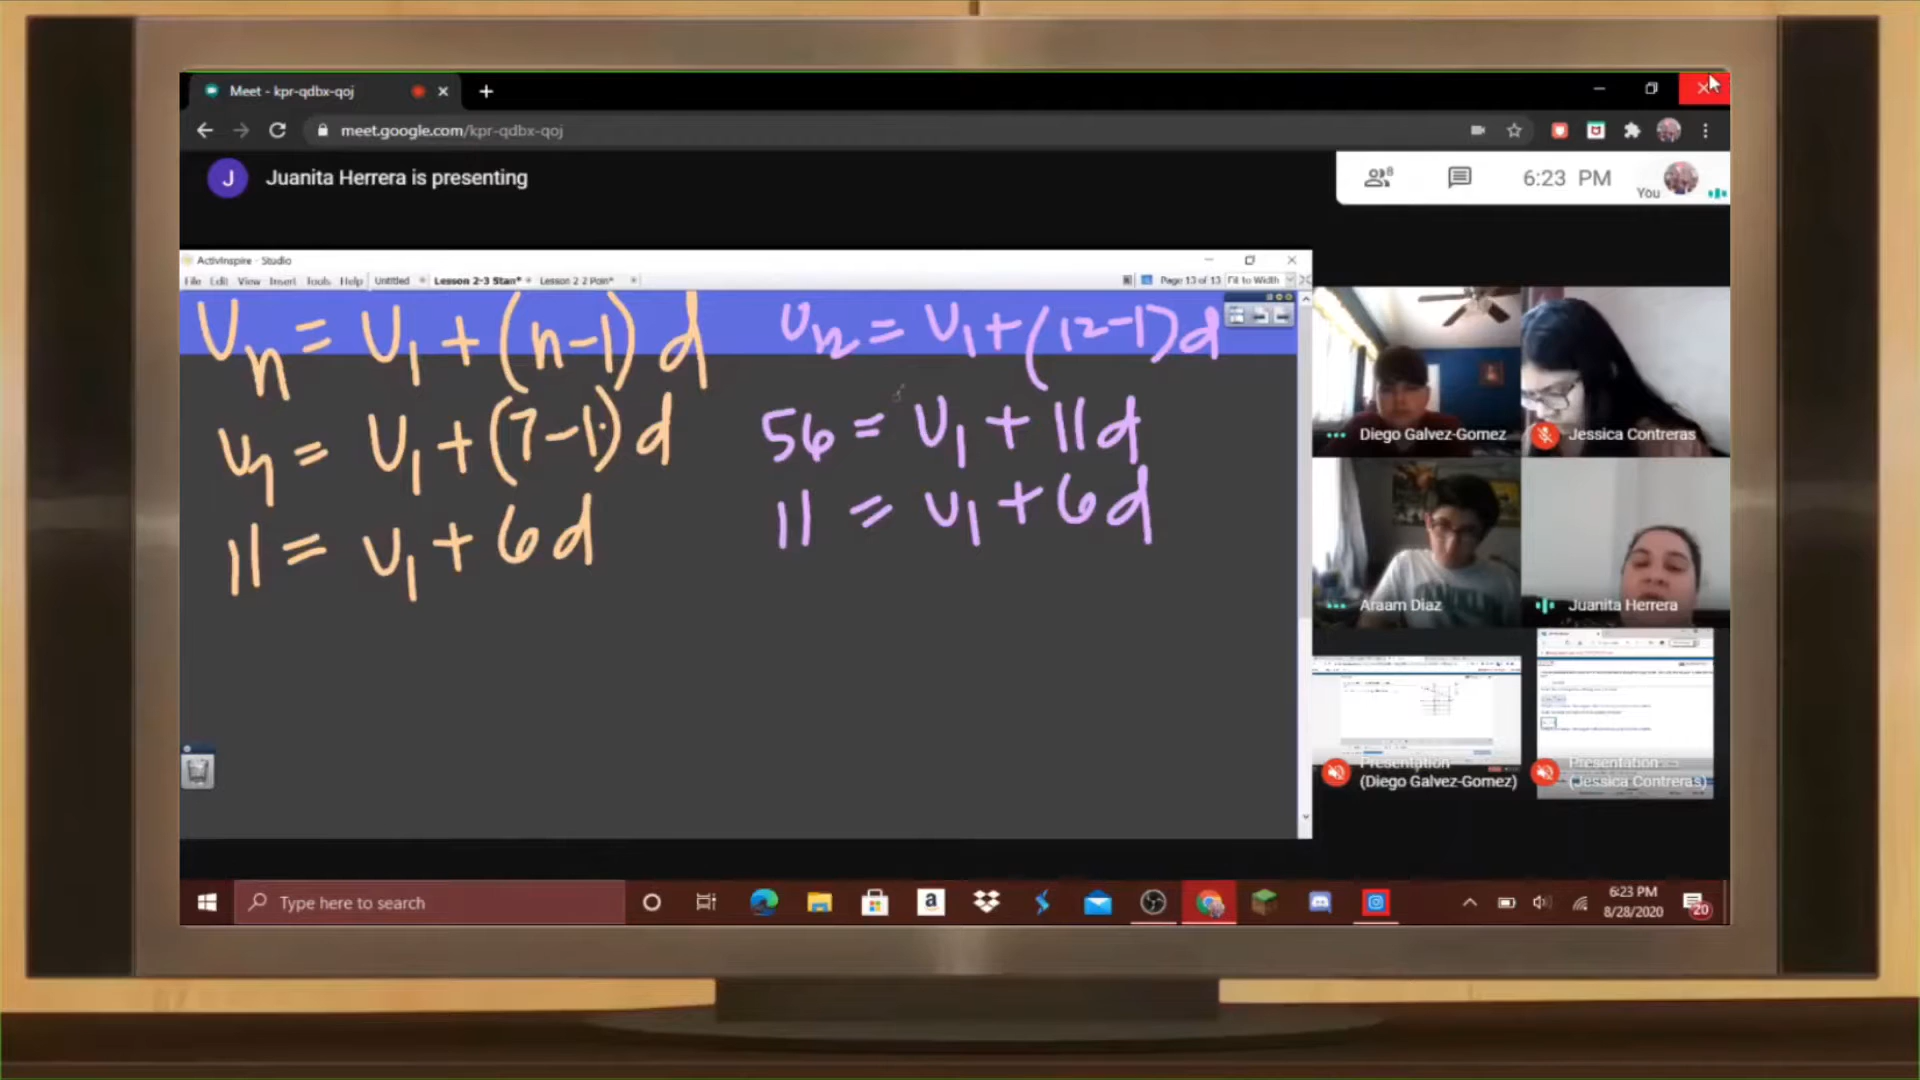 Meet - kpr-qdbx-qoj
meet.google.com/kpr-qdbx-qoj
J
Juanita Herrera is presenting
8
6:23 PM
You
ActivInspire - Studio
File Edit View Insert Tools Help Untitled Lesson 2-3 Stan* Lesson 2 2 Poin* Page 13 of 13 Fit to Width
Un = U1 + (n-1) d
U7 = U1 + (7-1) d
11 = U1 + 6d
U12 = U1 + (12-1)d
56 = U1 + 11d
11 = U1 + 6d
Diego Galvez-Gomez
Jessica Contreras
Araam Diaz
Juanita Herrera
Presentation
(Diego Galvez-Gomez)
Presentation
(Jessica Contreras)
Type here to search
a
6:23 PM
8/28/2020
20